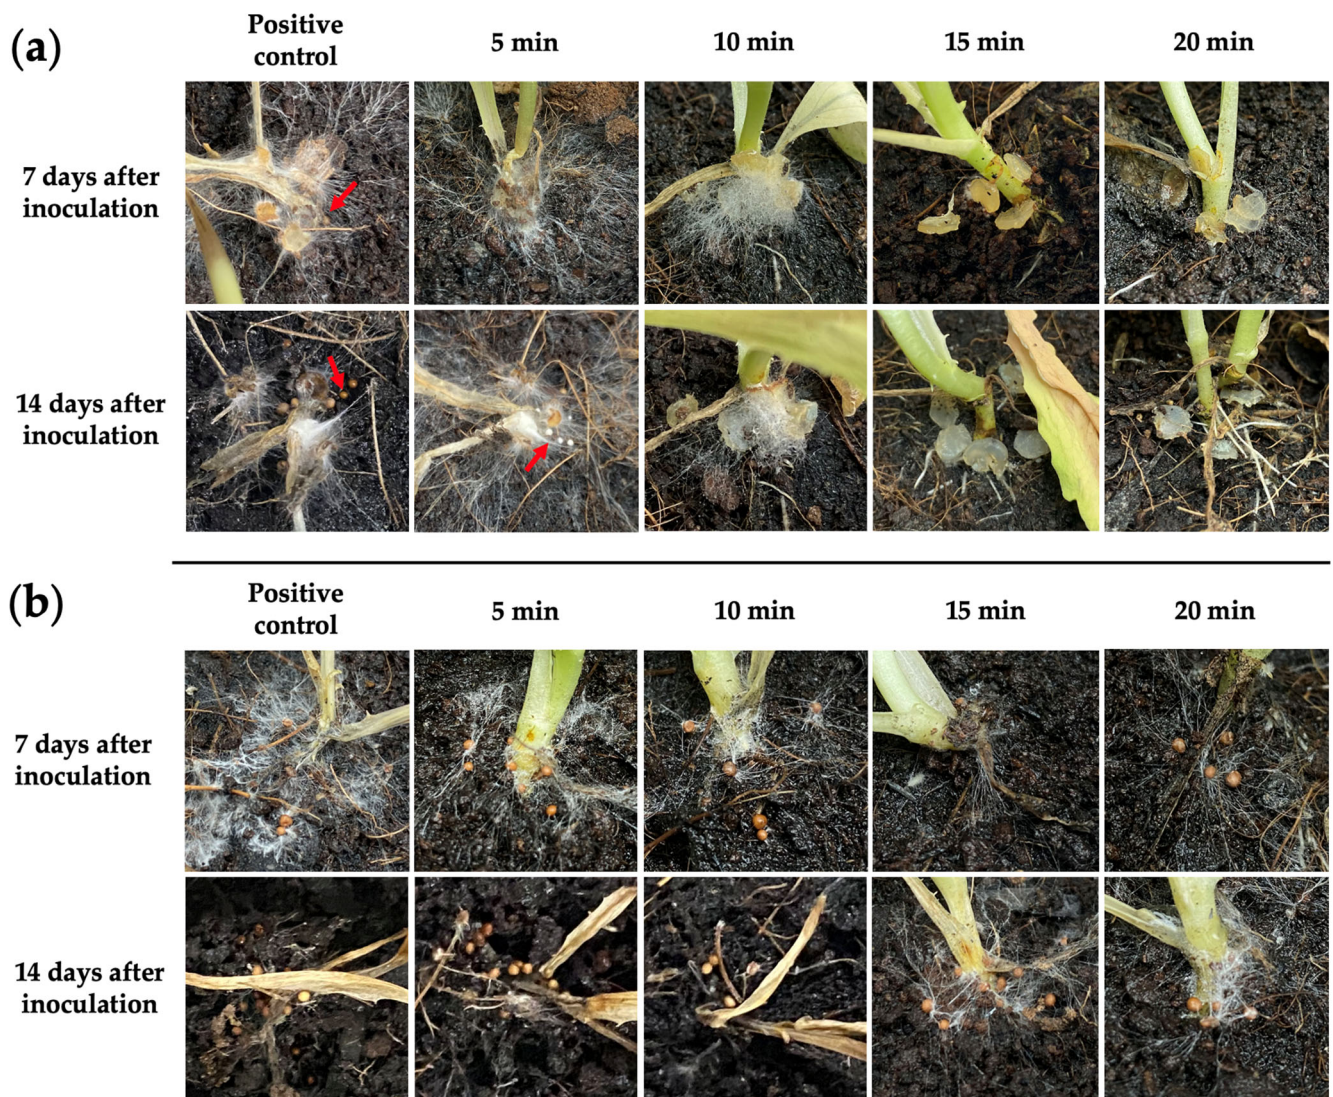 (a)
Positive
control
5 min
10 min
15 min
20 min
7 days after
inoculation
14 days after
inoculation
(b)
Positive
control
5 min
10 min
15 min
20 min
7 days after
inoculation
14 days after
inoculation